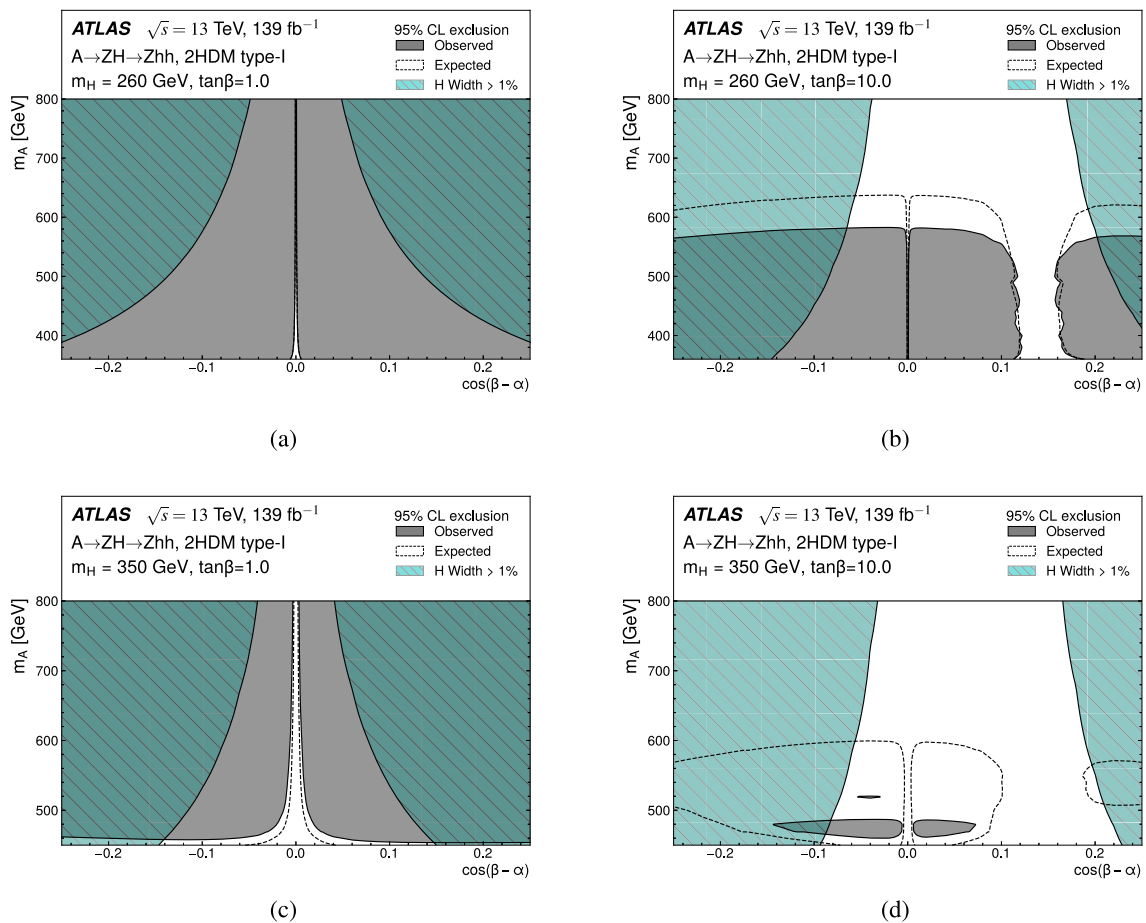 ATLAS √s = 13 TeV, 139 fb⁻¹
A→ZH→Zhh, 2HDM type-I
m_H = 260 GeV, tanβ=1.0
95% CL exclusion
Observed
Expected
H Width > 1%
m_A [GeV]
800
700
600
500
400
−0.2 −0.1 0.0 0.1 0.2
cos(β − α)
(a)
ATLAS √s = 13 TeV, 139 fb⁻¹
A→ZH→Zhh, 2HDM type-I
m_H = 260 GeV, tanβ=10.0
95% CL exclusion
Observed
Expected
H Width > 1%
m_A [GeV]
800
700
600
500
400
−0.2 −0.1 0.0 0.1 0.2
cos(β − α)
(b)
ATLAS √s = 13 TeV, 139 fb⁻¹
A→ZH→Zhh, 2HDM type-I
m_H = 350 GeV, tanβ=1.0
95% CL exclusion
Observed
Expected
H Width > 1%
m_A [GeV]
800
700
600
500
−0.2 −0.1 0.0 0.1 0.2
cos(β − α)
(c)
ATLAS √s = 13 TeV, 139 fb⁻¹
A→ZH→Zhh, 2HDM type-I
m_H = 350 GeV, tanβ=10.0
95% CL exclusion
Observed
Expected
H Width > 1%
m_A [GeV]
800
700
600
500
−0.2 −0.1 0.0 0.1 0.2
cos(β − α)
(d)